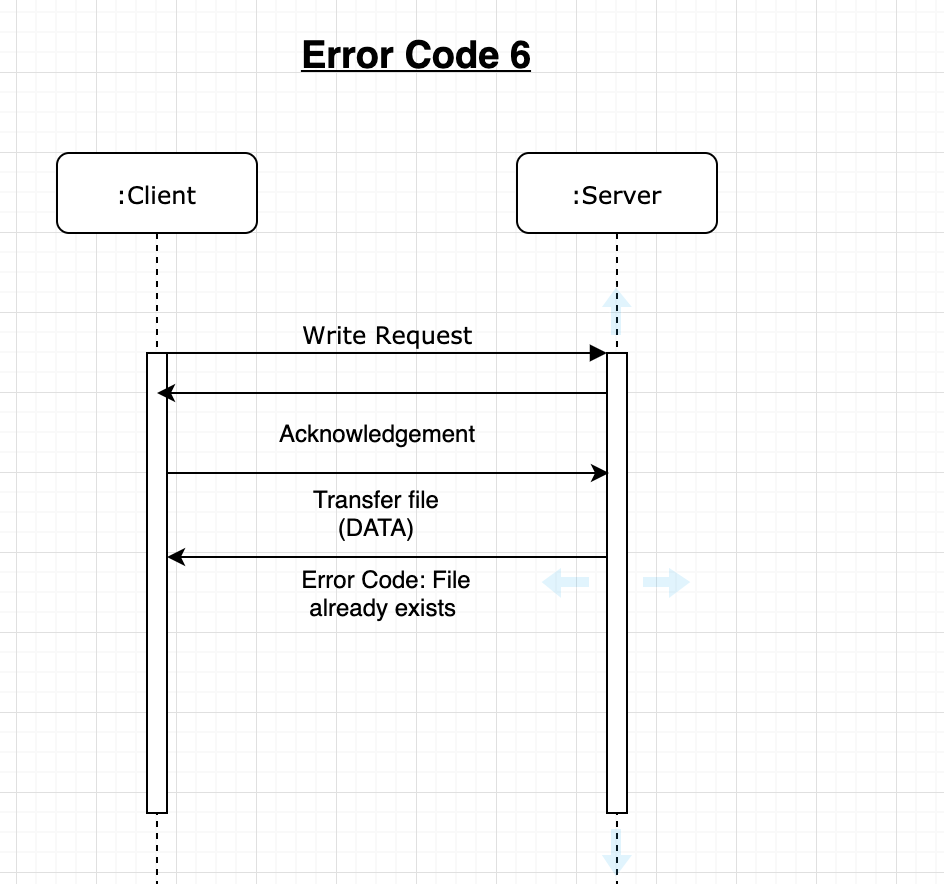 Error Code 6
:Client
:Server
Write Request
Acknowledgement
Transfer file
(DATA)
Error Code: File
already exists